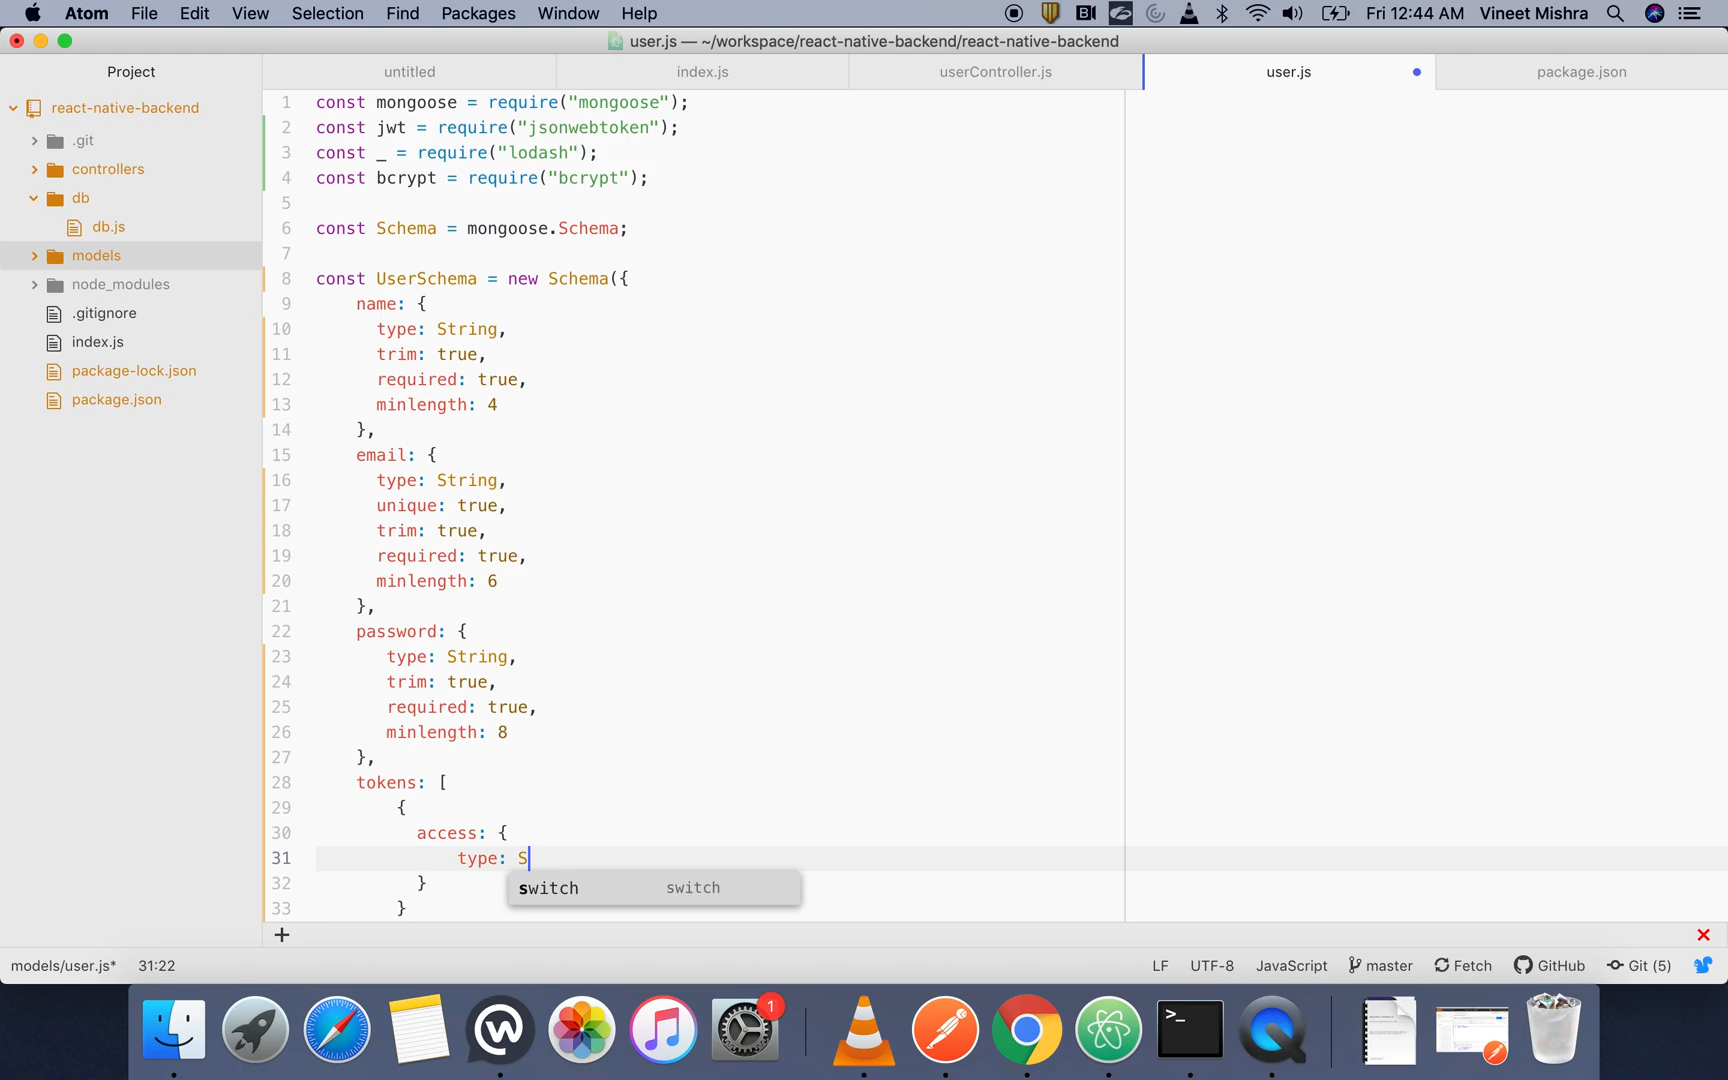 Atom File Edit View Selection Find Packages Window Help Fri 12:44 AM Vineet Mishra
user.js — ~/workspace/react-native-backend/react-native-backend
Project
untitled
index.js
userController.js
user.js
package.json
react-native-backend
.git
controllers
db
db.js
models
node_modules
.gitignore
index.js
package-lock.json
package.json
1 const mongoose = require("mongoose");
2 const jwt = require("jsonwebtoken");
3 const _ = require("lodash");
4 const bcrypt = require("bcrypt");
5
6 const Schema = mongoose.Schema;
7
8 const UserSchema = new Schema({
9 name: {
10 type: String,
11 trim: true,
12 required: true,
13 minlength: 4
14 },
15 email: {
16 type: String,
17 unique: true,
18 trim: true,
19 required: true,
20 minlength: 6
21 },
22 password: {
23 type: String,
24 trim: true,
25 required: true,
26 minlength: 8
27 },
28 tokens: [
29 {
30 access: {
31 type: S
switch switch
32 }
33 }
models/user.js* 31:22 LF UTF-8 JavaScript master Fetch GitHub Git (5)
1